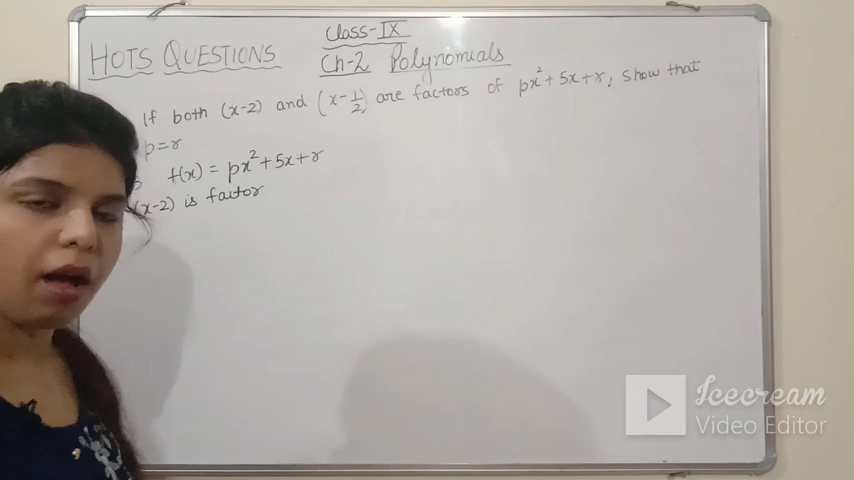 HOTS QUESTIONS
Class-IX
Ch-2 Polynomials
If both (x-2) and (x-1/2) are factors of px²+5x+r, show that
p=r
f(x) = px²+5x+r
(x-2) is factor
Icecream
Video Editor